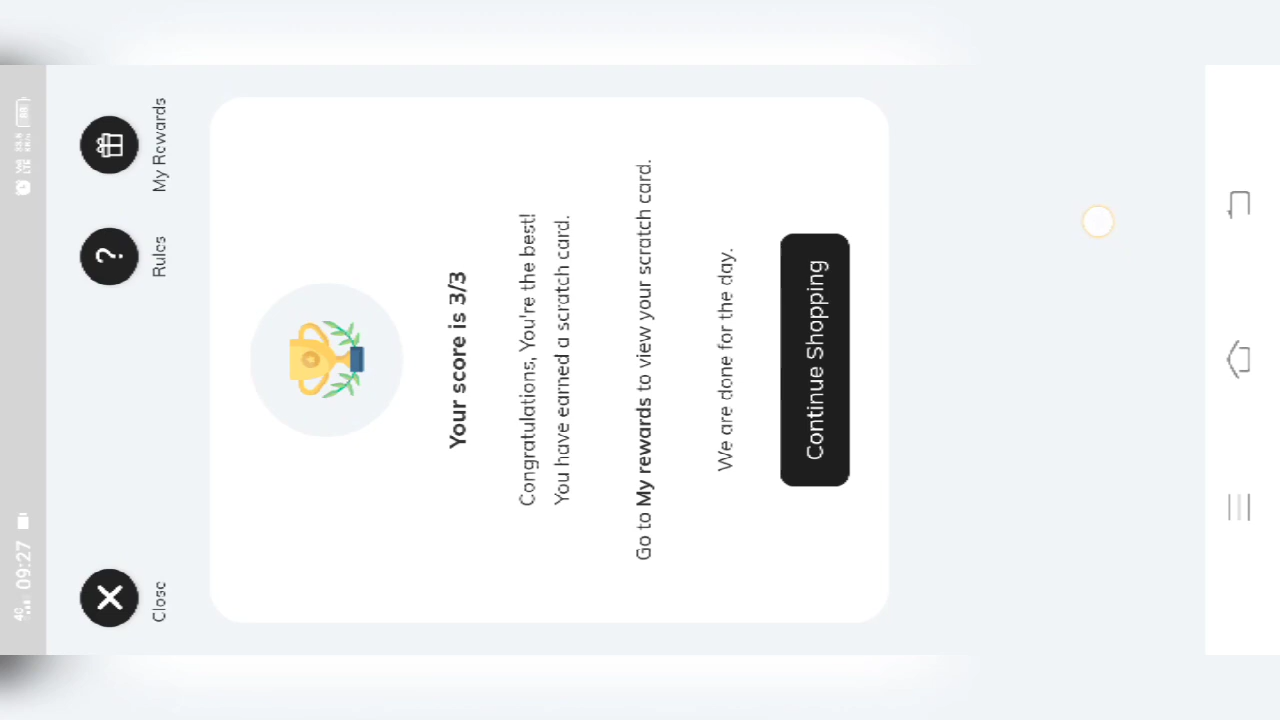 4G 09:27
Close
Rules
My Rewards
?
Your score is 3/3
Congratulations, You're the best!
You have earned a scratch card.
Go to My rewards to view your scratch card.
We are done for the day.
Continue Shopping